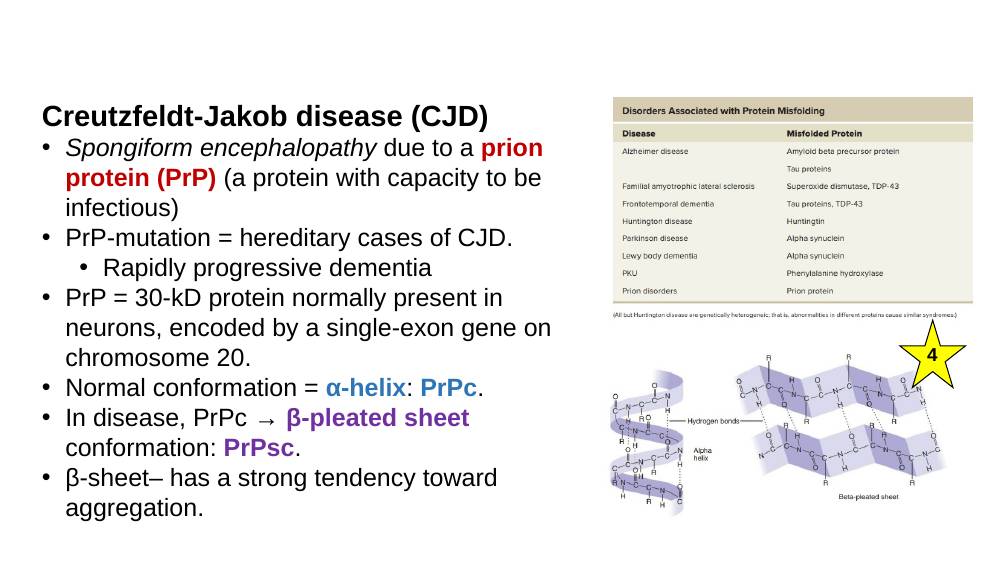 Creutzfeldt-Jakob disease (CJD)
• Spongiform encephalopathy due to a prion
protein (PrP) (a protein with capacity to be
infectious)
• PrP-mutation = hereditary cases of CJD.
• Rapidly progressive dementia
• PrP = 30-kD protein normally present in
neurons, encoded by a single-exon gene on
chromosome 20.
• Normal conformation = α-helix: PrPc.
• In disease, PrPc → β-pleated sheet
conformation: PrPsc.
• β-sheet– has a strong tendency toward
aggregation.
Disorders Associated with Protein Misfolding
Disease Misfolded Protein
Alzheimer disease Amyloid beta precursor protein
Tau proteins
Familial amyotrophic lateral sclerosis Superoxide dismutase, TDP-43
Frontotemporal dementia Tau proteins, TDP-43
Huntington disease Huntingtin
Parkinson disease Alpha synuclein
Lewy body dementia Alpha synuclein
PKU Phenylalanine hydroxylase
Prion disorders Prion protein
(All but Huntington disease are genetically heterogeneic; that is, abnormalities in different proteins cause similar syndromes.)
4
Hydrogen bonds
Alpha
helix
Beta-pleated sheet